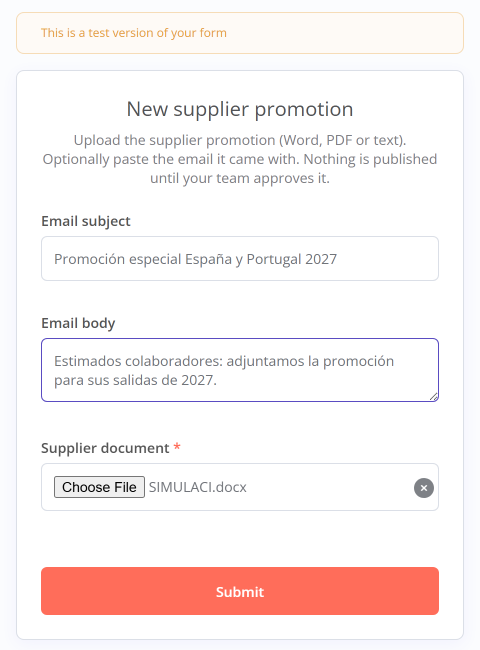 This is a test version of your form
New supplier promotion
Upload the supplier promotion (Word, PDF or text).
Optionally paste the email it came with. Nothing is published
until your team approves it.
Email subject
Promoción especial España y Portugal 2027
Email body
Estimados colaboradores: adjuntamos la promoción
para sus salidas de 2027.
Supplier document *
Choose File SIMULACI.docx
Submit